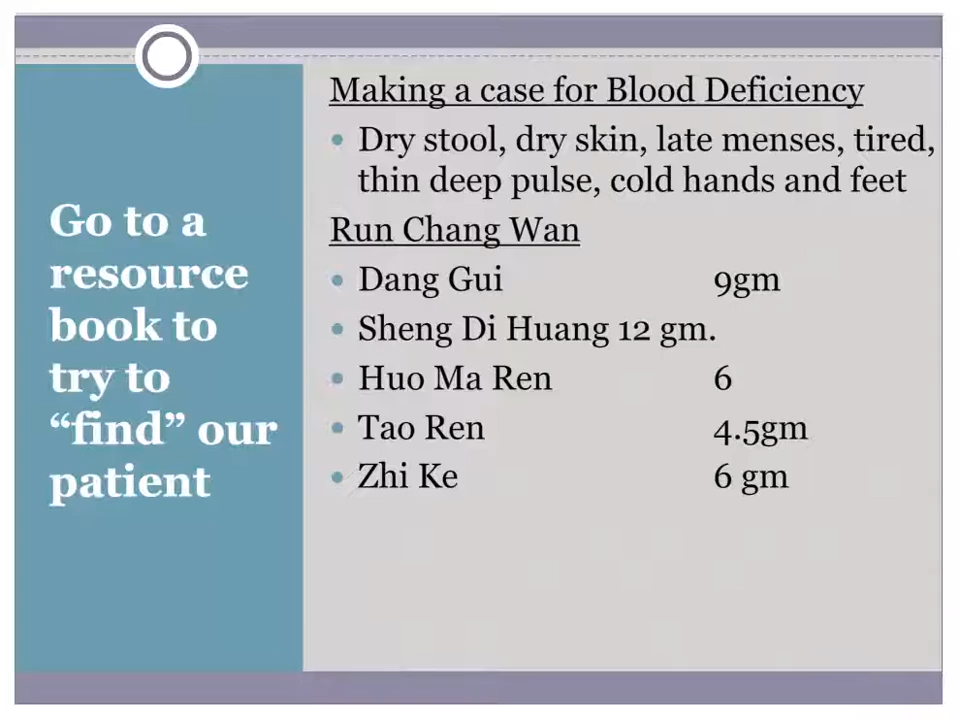 Go to a
resource
book to
try to
“find” our
patient
Making a case for Blood Deficiency
• Dry stool, dry skin, late menses, tired,
thin deep pulse, cold hands and feet
Run Chang Wan
• Dang Gui 9gm
• Sheng Di Huang 12 gm.
• Huo Ma Ren 6
• Tao Ren 4.5gm
• Zhi Ke 6 gm